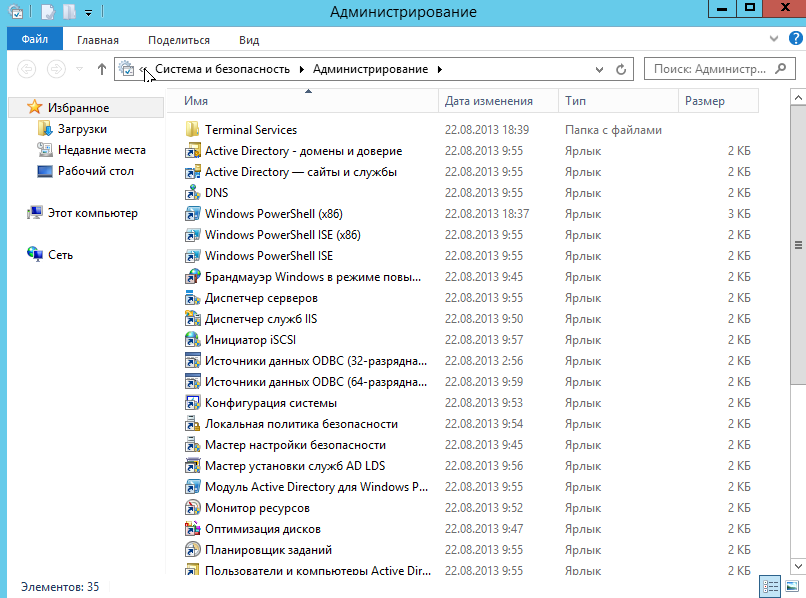 Администрирование
Файл Главная Поделиться Вид
« Система и безопасность Администрирование Поиск: Администр...
Избранное
Загрузки
Недавние места
Рабочий стол
Этот компьютер
Сеть
Имя Дата изменения Тип Размер
Terminal Services 22.08.2013 18:39 Папка с файлами
Active Directory - домены и доверие 22.08.2013 9:55 Ярлык 2 КБ
Active Directory — сайты и службы 22.08.2013 9:55 Ярлык 2 КБ
DNS 22.08.2013 9:55 Ярлык 2 КБ
Windows PowerShell (x86) 22.08.2013 18:37 Ярлык 3 КБ
Windows PowerShell ISE (x86) 22.08.2013 9:55 Ярлык 2 КБ
Windows PowerShell ISE 22.08.2013 9:55 Ярлык 2 КБ
Брандмауэр Windows в режиме повы... 22.08.2013 9:45 Ярлык 2 КБ
Диспетчер серверов 22.08.2013 9:55 Ярлык 2 КБ
Диспетчер служб IIS 22.08.2013 9:50 Ярлык 2 КБ
Инициатор iSCSI 22.08.2013 9:57 Ярлык 2 КБ
Источники данных ODBC (32-разрядна... 22.08.2013 2:56 Ярлык 2 КБ
Источники данных ODBC (64-разрядна... 22.08.2013 9:59 Ярлык 2 КБ
Конфигурация системы 22.08.2013 9:53 Ярлык 2 КБ
Локальная политика безопасности 22.08.2013 9:54 Ярлык 2 КБ
Мастер настройки безопасности 22.08.2013 9:45 Ярлык 2 КБ
Мастер установки служб AD LDS 22.08.2013 9:56 Ярлык 2 КБ
Модуль Active Directory для Windows P... 22.08.2013 9:55 Ярлык 2 КБ
Монитор ресурсов 22.08.2013 9:52 Ярлык 2 КБ
Оптимизация дисков 22.08.2013 9:47 Ярлык 2 КБ
Планировщик заданий 22.08.2013 9:55 Ярлык 2 КБ
Пользователи и компьютеры Active Dir... 22.08.2013 9:55 Ярлык 2 КБ
Элементов: 35